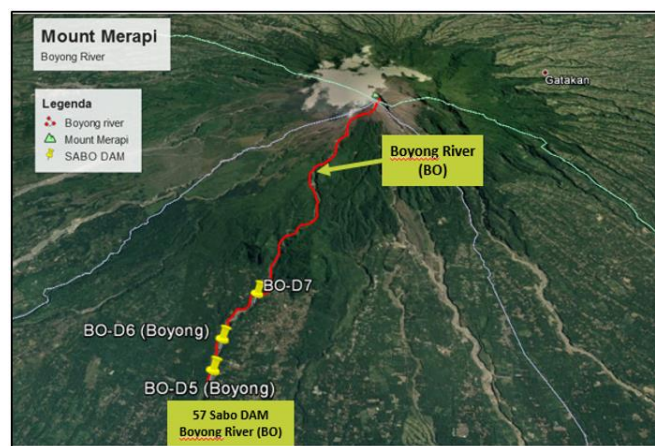 Mount Merapi
Boyong River
Legenda
Boyong river
Mount Merapi
SABO DAM
Gatakan
Boyong River
(BO)
BO-D7
BO-D6 (Boyong)
BO-D5 (Boyong)
57 Sabo DAM
Boyong River (BO)